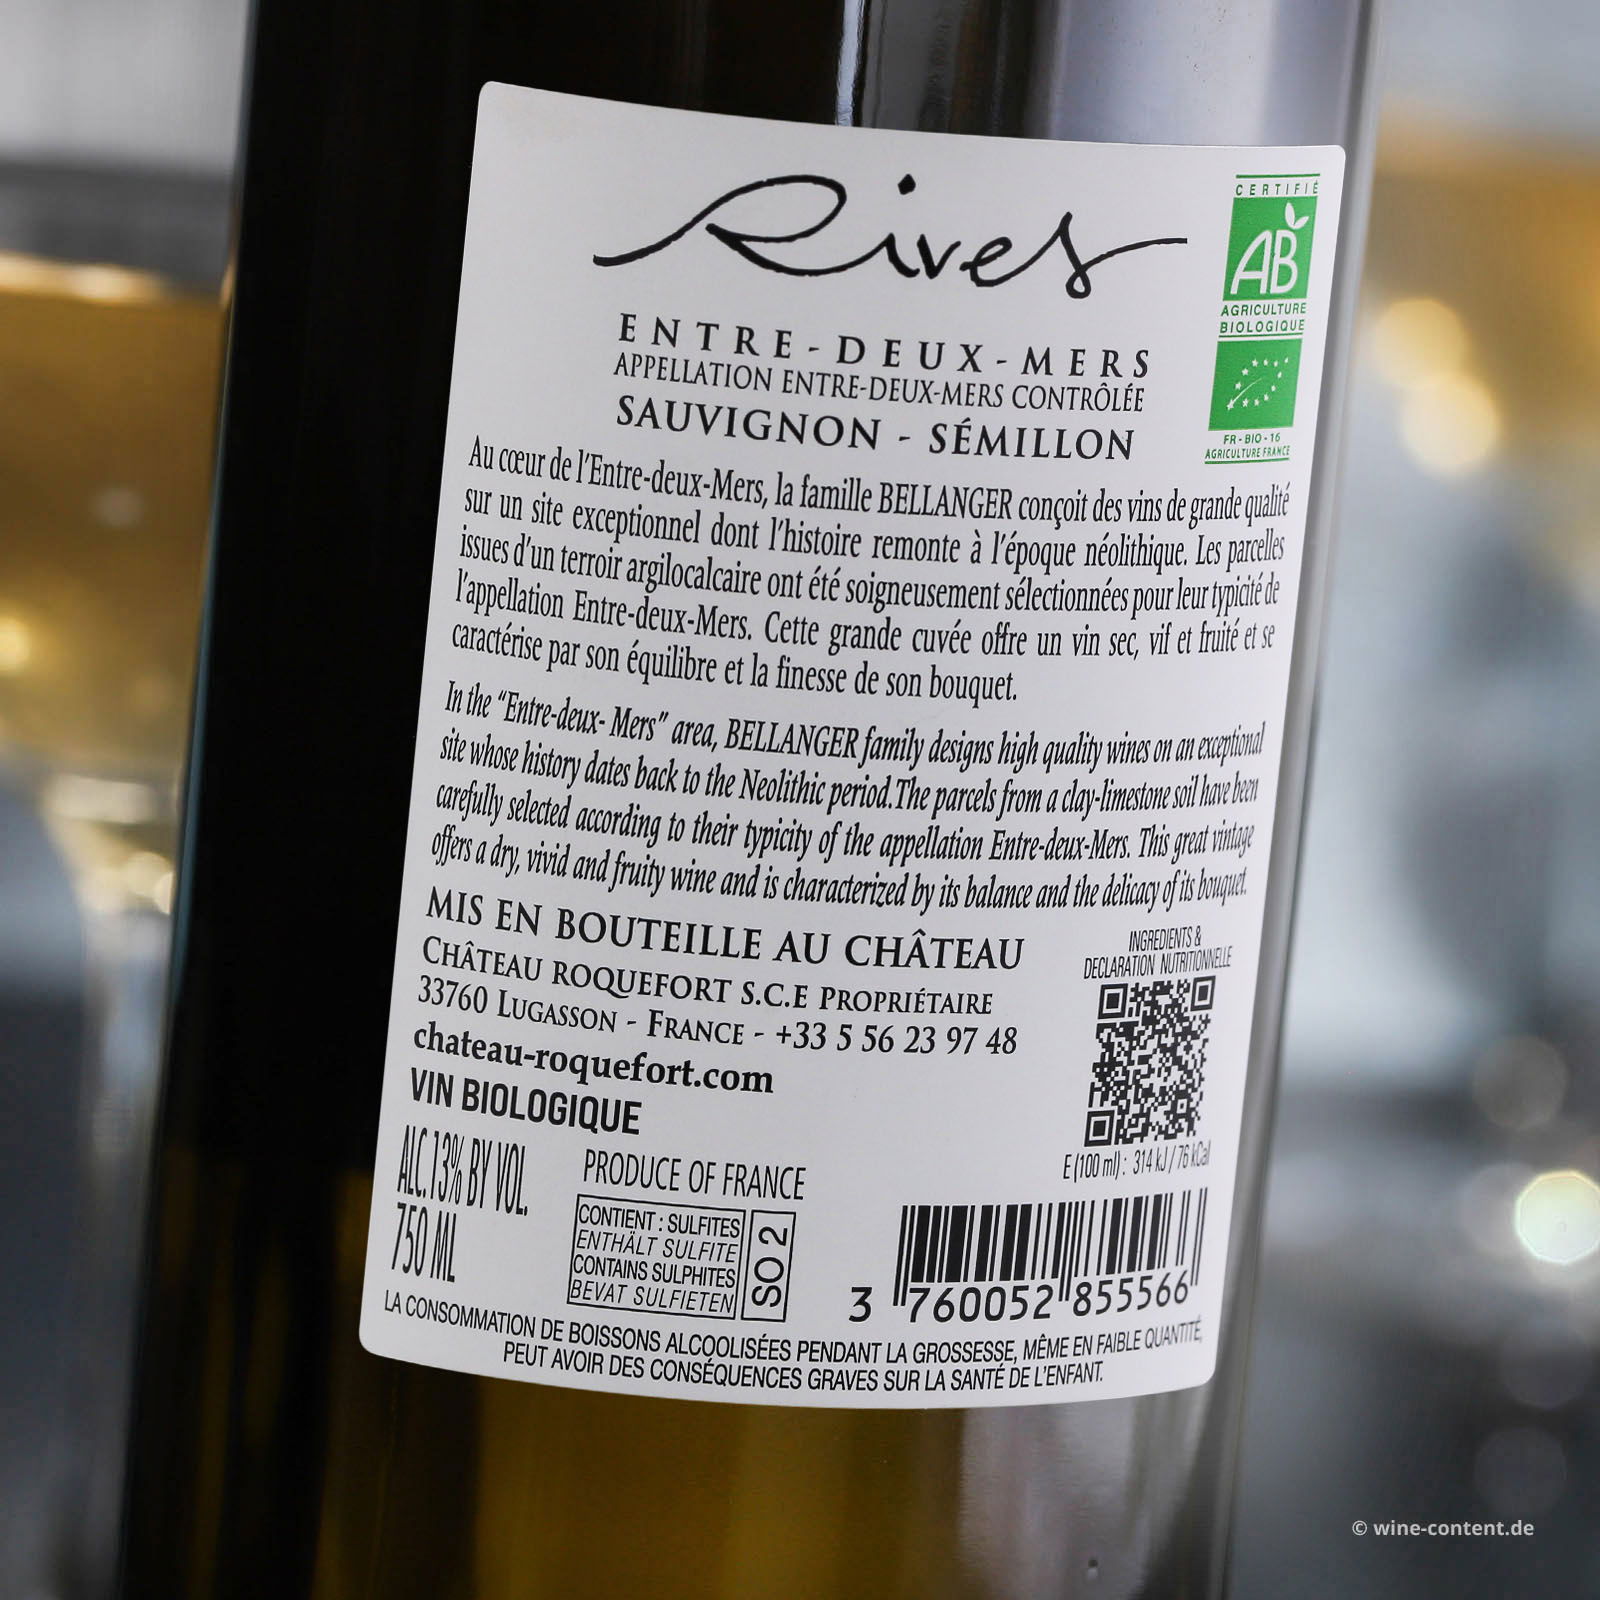 Rives
CERTIFIÉ
AB
AGRICULTURE
BIOLOGIQUE
FR-BIO-16
AGRICULTURE FRANCE
ENTRE-DEUX-MERS
APPELLATION ENTRE-DEUX-MERS CONTRÔLÉE
SAUVIGNON - SÉMILLON
Au cœur de l'Entre-deux-Mers, la famille BELLANGER conçoit des vins de grande qualité
sur un site exceptionnel dont l'histoire remonte à l'époque néolithique. Les parcelles
issues d'un terroir argilocalcaire ont été soigneusement sélectionnées pour leur typicité de
l'appellation Entre-deux-Mers. Cette grande cuvée offre un vin sec, vif et fruité et se
caractérise par son équilibre et la finesse de son bouquet.
In the "Entre-deux- Mers" area, BELLANGER family designs high quality wines on an exceptional
site whose history dates back to the Neolithic period.The parcels from a clay-limestone soil have been
carefully selected according to their typicity of the appellation Entre-deux-Mers. This great vintage
offers a dry, vivid and fruity wine and is characterized by its balance and the delicacy of its bouquet.
MIS EN BOUTEILLE AU CHÂTEAU
CHÂTEAU ROQUEFORT S.C.E PROPRIÉTAIRE
33760 LUGASSON - FRANCE - +33 5 56 23 97 48
chateau-roquefort.com
VIN BIOLOGIQUE
INGREDIENTS &
DECLARATION NUTRITIONNELLE
E (100 ml) : 314 kJ / 76 kCal
ALC.13% BY VOL.
750 ML
PRODUCE OF FRANCE
CONTIENT : SULFITES
ENTHÄLT SULFITE
CONTAINS SULPHITES
BEVAT SULFIETEN
SO2
3 760052 855566
LA CONSOMMATION DE BOISSONS ALCOOLISÉES PENDANT LA GROSSESSE, MÊME EN FAIBLE QUANTITÉ,
PEUT AVOIR DES CONSÉQUENCES GRAVES SUR LA SANTÉ DE L'ENFANT.
© wine-content.de